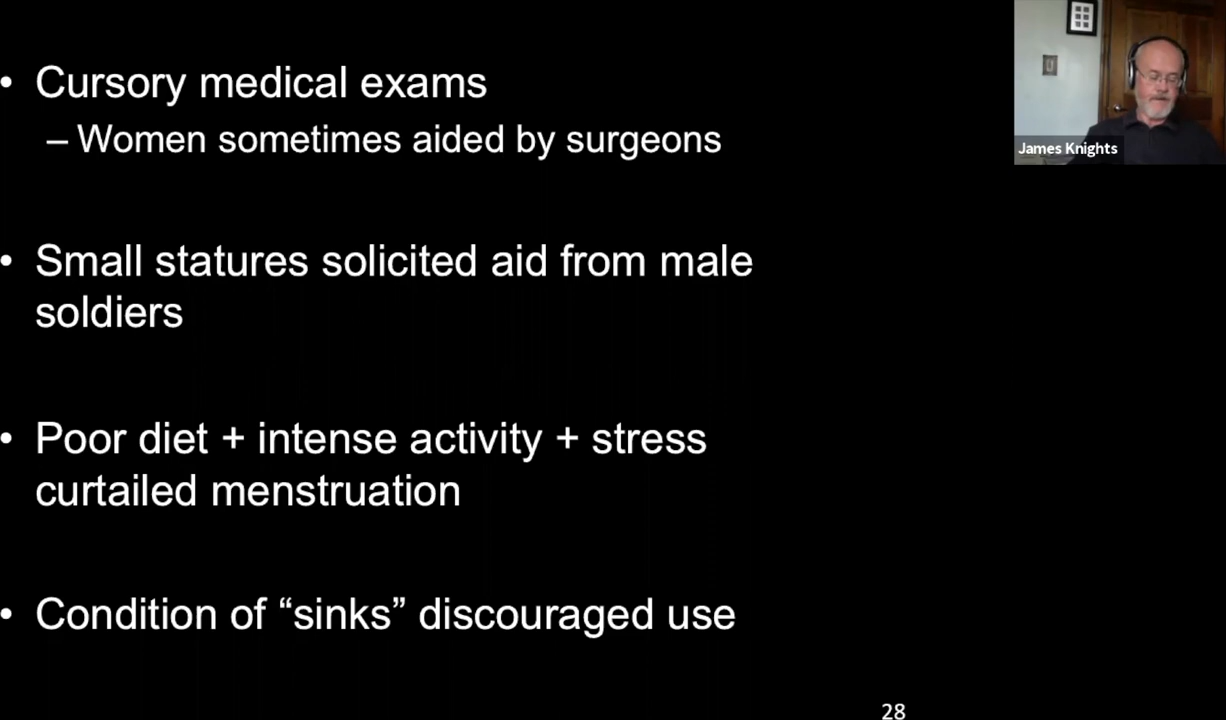 • Cursory medical exams
– Women sometimes aided by surgeons
• Small statures solicited aid from male
soldiers
• Poor diet + intense activity + stress
curtailed menstruation
• Condition of “sinks” discouraged use
28
James Knights